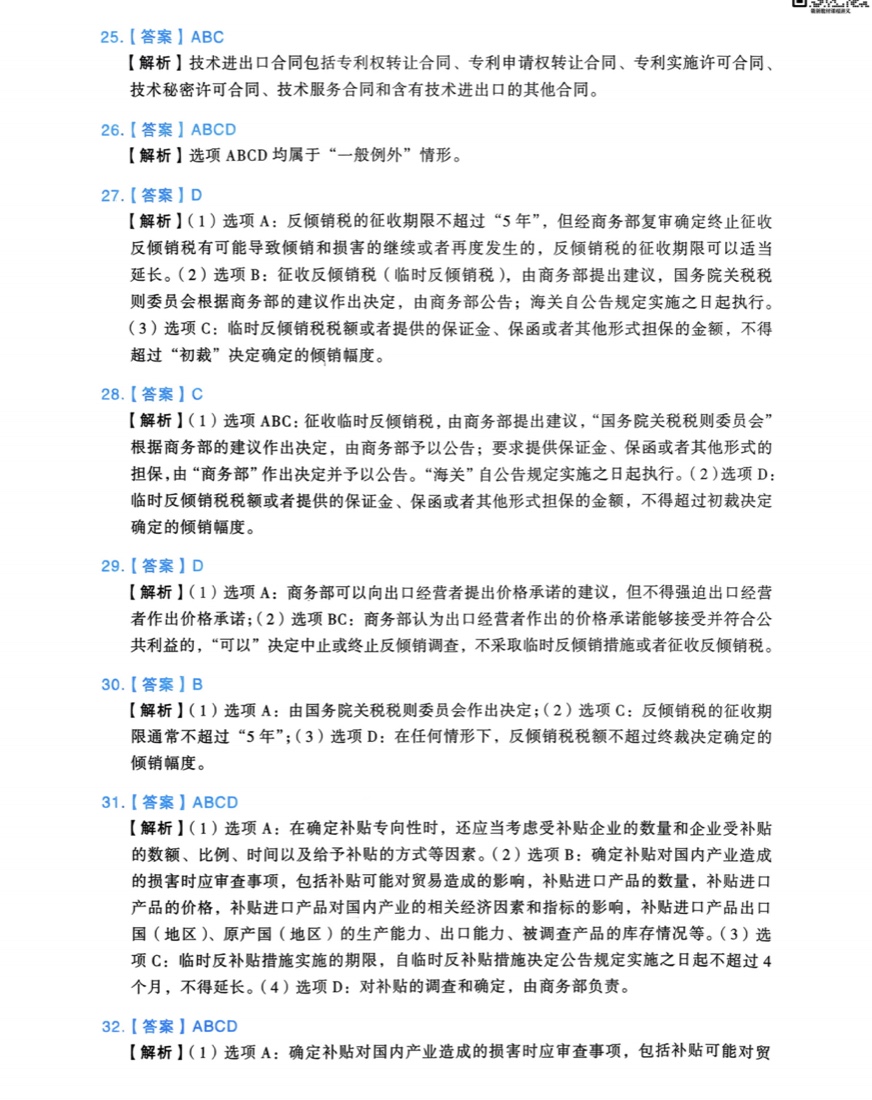 25.【答案】ABC
【解析】技术进出口合同包括专利权转让合同、专利申请权转让合同、专利实施许可合同、
技术秘密许可合同、技术服务合同和含有技术进出口的其他合同。
26.【答案】ABCD
【解析】选项 ABCD 均属于“一般例外”情形。
27.【答案】D
【解析】(1)选项 A：反倾销税的征收期限不超过“5 年”，但经商务部复审确定终止征收
反倾销税有可能导致倾销和损害的继续或者再度发生的，反倾销税的征收期限可以适当
延长。(2)选项 B：征收反倾销税(临时反倾销税)，由商务部提出建议，国务院关税税
则委员会根据商务部的建议作出决定，由商务部公告；海关自公告规定实施之日起执行。
(3)选项 C：临时反倾销税税额或者提供的保证金、保函或者其他形式担保的金额，不得
超过“初裁”决定确定的倾销幅度。
28.【答案】C
【解析】(1)选项 ABC：征收临时反倾销税，由商务部提出建议，“国务院关税税则委员会”
根据商务部的建议作出决定，由商务部予以公告；要求提供保证金、保函或者其他形式的
担保，由“商务部”作出决定并予以公告。“海关”自公告规定实施之日起执行。(2)选项 D：
临时反倾销税税额或者提供的保证金、保函或者其他形式担保的金额，不得超过初裁决定
确定的倾销幅度。
29.【答案】D
【解析】(1)选项 A：商务部可以向出口经营者提出价格承诺的建议，但不得强迫出口经营
者作出价格承诺；(2)选项 BC：商务部认为出口经营者作出的价格承诺能够接受并符合公
共利益的，“可以”决定中止或终止反倾销调查，不采取临时反倾销措施或者征收反倾销税。
30.【答案】B
【解析】(1)选项 A：由国务院关税税则委员会作出决定；(2)选项 C：反倾销税的征收期
限通常不超过“5 年”；(3)选项 D：在任何情形下，反倾销税税额不超过终裁决定确定的
倾销幅度。
31.【答案】ABCD
【解析】(1)选项 A：在确定补贴专向性时，还应当考虑受补贴企业的数量和企业受补贴
的数额、比例、时间以及给予补贴的方式等因素。(2)选项 B：确定补贴对国内产业造成
的损害时应审查事项，包括补贴可能对贸易造成的影响，补贴进口产品的数量，补贴进口
产品的价格，补贴进口产品对国内产业的相关经济因素和指标的影响，补贴进口产品出口
国(地区)、原产国(地区)的生产能力、出口能力、被调查产品的库存情况等。(3)选
项 C：临时反补贴措施实施的期限，自临时反补贴措施决定公告规定实施之日起不超过 4
个月，不得延长。(4)选项 D：对补贴的调查和确定，由商务部负责。
32.【答案】ABCD
【解析】(1)选项 A：确定补贴对国内产业造成的损害时应审查事项，包括补贴可能对贸